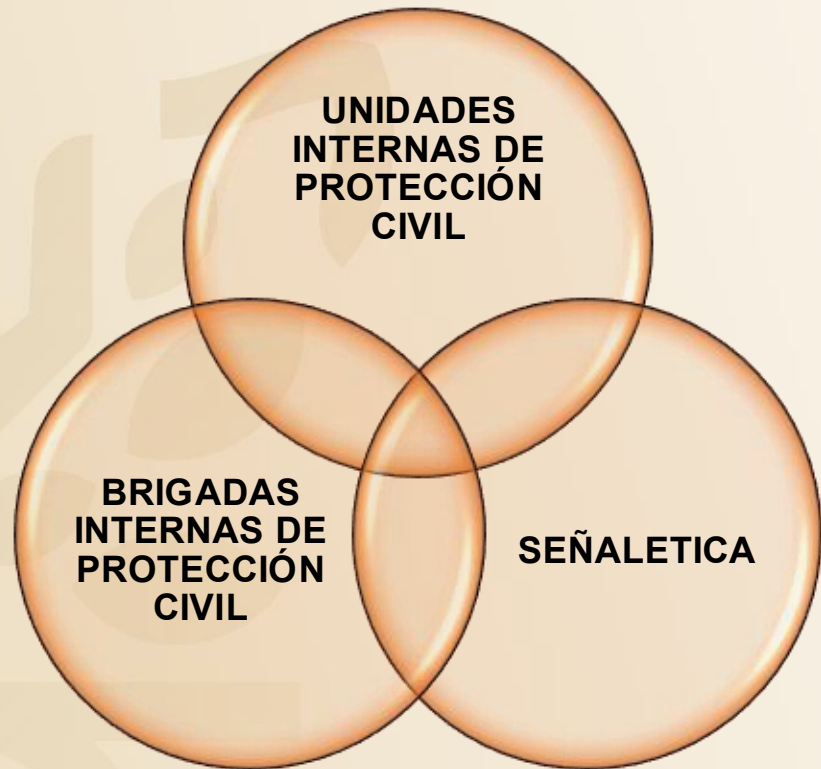 UNIDADES
INTERNAS DE
PROTECCIÓN
CIVIL
BRIGADAS
INTERNAS DE
PROTECCIÓN
CIVIL
SEÑALETICA